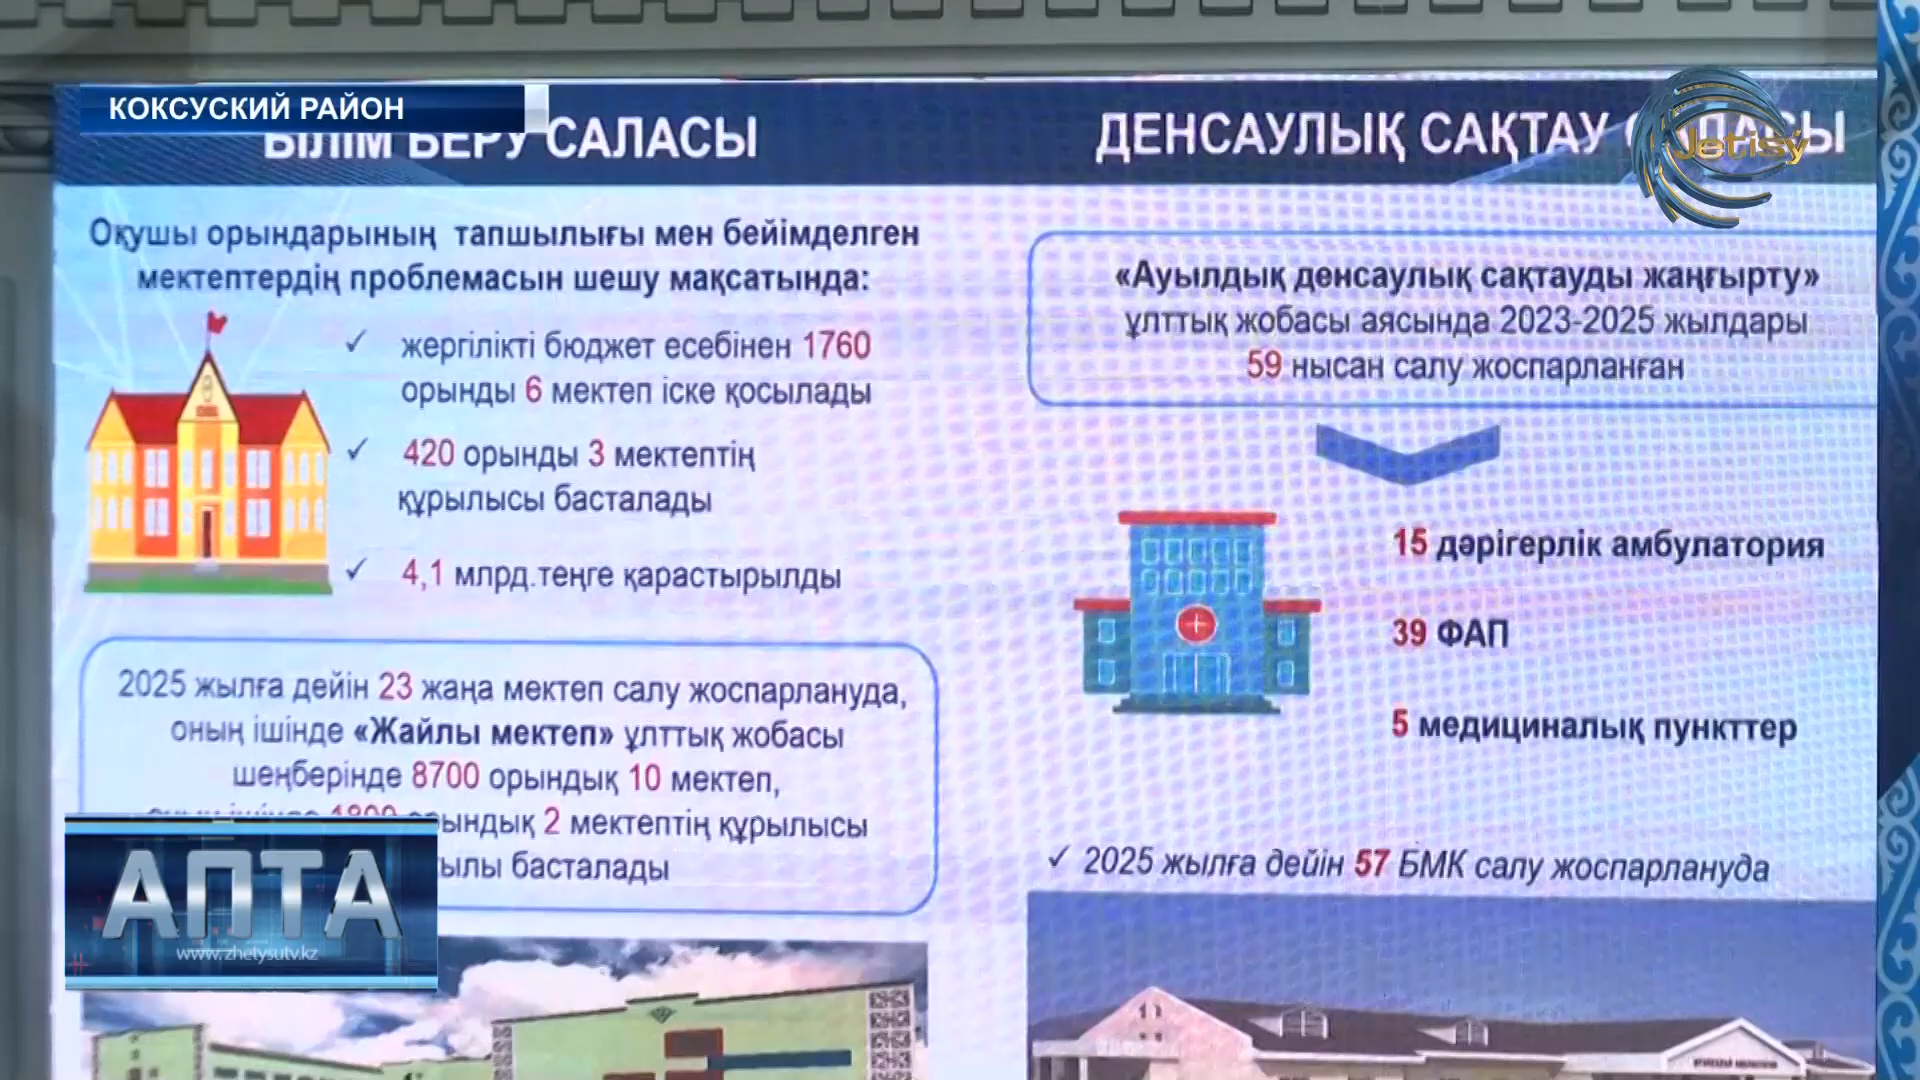 КОКСУСКИЙ РАЙОН
БІЛІМ БЕРУ САЛАСЫ
Оқушы орындарының тапшылығы мен бейімделген
мектептердің проблемасын шешу мақсатында:
✓ жергілікті бюджет есебінен 1760
орынды 6 мектеп іске қосылады
✓ 420 орынды 3 мектептің
құрылысы басталады
✓ 4,1 млрд.теңге қарастырылды
2025 жылға дейін 23 жаңа мектеп салу жоспарлануда,
оның ішінде «Жайлы мектеп» ұлттық жобасы
шеңберінде 8700 орындық 10 мектеп,
2 мектептің құрылысы
басталады
ДЕНСАУЛЫҚ САҚТАУ САЛАСЫ
Jetisý
«Ауылдық денсаулық сақтауды жаңғырту»
ұлттық жобасы аясында 2023-2025 жылдары
59 нысан салу жоспарланған
15 дәрігерлік амбулатория
39 ФАП
5 медициналық пункттер
✓ 2025 жылға дейін 57 БМК салу жоспарлануда
АПТА
www.zhetysutv.kz